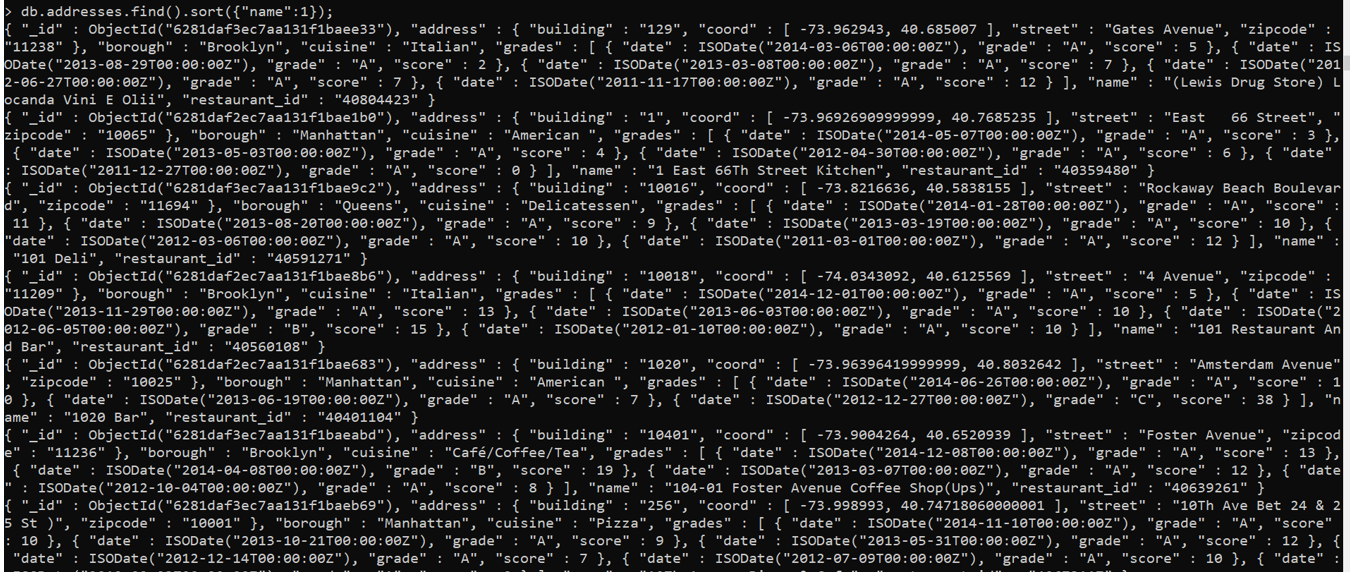 > db.addresses.find().sort({"name":1});
{ "_id" : ObjectId("6281daf3ec7aa131f1baee33"), "address" : { "building" : "129", "coord" : [ -73.962943, 40.685007 ], "street" : "Gates Avenue", "zipcode" :
"11238" }, "borough" : "Brooklyn", "cuisine" : "Italian", "grades" : [ { "date" : ISODate("2014-03-06T00:00:00Z"), "grade" : "A", "score" : 5 }, { "date" : IS
ODate("2013-08-29T00:00:00Z"), "grade" : "A", "score" : 2 }, { "date" : ISODate("2013-03-08T00:00:00Z"), "grade" : "A", "score" : 7 }, { "date" : ISODate("201
2-06-27T00:00:00Z"), "grade" : "A", "score" : 7 }, { "date" : ISODate("2011-11-17T00:00:00Z"), "grade" : "A", "score" : 12 } ], "name" : "(Lewis Drug Store) L
ocanda Vini E Olii", "restaurant_id" : "40804423" }
{ "_id" : ObjectId("6281daf2ec7aa131f1bae1b0"), "address" : { "building" : "1", "coord" : [ -73.96926909999999, 40.7685235 ], "street" : "East   66 Street", "
zipcode" : "10065" }, "borough" : "Manhattan", "cuisine" : "American ", "grades" : [ { "date" : ISODate("2014-05-07T00:00:00Z"), "grade" : "A", "score" : 3 },
 { "date" : ISODate("2013-05-03T00:00:00Z"), "grade" : "A", "score" : 4 }, { "date" : ISODate("2012-04-30T00:00:00Z"), "grade" : "A", "score" : 6 }, { "date"
: ISODate("2011-12-27T00:00:00Z"), "grade" : "A", "score" : 0 } ], "name" : "1 East 66Th Street Kitchen", "restaurant_id" : "40359480" }
{ "_id" : ObjectId("6281daf3ec7aa131f1bae9c2"), "address" : { "building" : "10016", "coord" : [ -73.8216636, 40.5838155 ], "street" : "Rockaway Beach Boulevar
d", "zipcode" : "11694" }, "borough" : "Queens", "cuisine" : "Delicatessen", "grades" : [ { "date" : ISODate("2014-01-28T00:00:00Z"), "grade" : "A", "score" :
 11 }, { "date" : ISODate("2013-08-20T00:00:00Z"), "grade" : "A", "score" : 9 }, { "date" : ISODate("2013-03-19T00:00:00Z"), "grade" : "A", "score" : 10 }, {
"date" : ISODate("2012-03-06T00:00:00Z"), "grade" : "A", "score" : 10 }, { "date" : ISODate("2011-03-01T00:00:00Z"), "grade" : "A", "score" : 12 } ], "name" :
 "101 Deli", "restaurant_id" : "40591271" }
{ "_id" : ObjectId("6281daf2ec7aa131f1bae8b6"), "address" : { "building" : "10018", "coord" : [ -74.0343092, 40.6125569 ], "street" : "4 Avenue", "zipcode" :
"11209" }, "borough" : "Brooklyn", "cuisine" : "Italian", "grades" : [ { "date" : ISODate("2014-12-01T00:00:00Z"), "grade" : "A", "score" : 5 }, { "date" : IS
ODate("2013-11-29T00:00:00Z"), "grade" : "A", "score" : 13 }, { "date" : ISODate("2013-06-03T00:00:00Z"), "grade" : "A", "score" : 10 }, { "date" : ISODate("2
012-06-05T00:00:00Z"), "grade" : "B", "score" : 15 }, { "date" : ISODate("2012-01-10T00:00:00Z"), "grade" : "A", "score" : 10 } ], "name" : "101 Restaurant An
d Bar", "restaurant_id" : "40560108" }
{ "_id" : ObjectId("6281daf3ec7aa131f1bae683"), "address" : { "building" : "1020", "coord" : [ -73.96396419999999, 40.8032642 ], "street" : "Amsterdam Avenue"
, "zipcode" : "10025" }, "borough" : "Manhattan", "cuisine" : "American ", "grades" : [ { "date" : ISODate("2014-06-26T00:00:00Z"), "grade" : "A", "score" : 1
0 }, { "date" : ISODate("2013-06-19T00:00:00Z"), "grade" : "A", "score" : 7 }, { "date" : ISODate("2012-12-27T00:00:00Z"), "grade" : "C", "score" : 38 } ], "n
ame" : "1020 Bar", "restaurant_id" : "40401104" }
{ "_id" : ObjectId("6281daf3ec7aa131f1baeabd"), "address" : { "building" : "10401", "coord" : [ -73.9004264, 40.6520939 ], "street" : "Foster Avenue", "zipcod
e" : "11236" }, "borough" : "Brooklyn", "cuisine" : "Café/Coffee/Tea", "grades" : [ { "date" : ISODate("2014-12-08T00:00:00Z"), "grade" : "A", "score" : 13 },
 { "date" : ISODate("2014-04-08T00:00:00Z"), "grade" : "B", "score" : 19 }, { "date" : ISODate("2013-03-07T00:00:00Z"), "grade" : "A", "score" : 12 }, { "date
" : ISODate("2012-10-04T00:00:00Z"), "grade" : "A", "score" : 8 } ], "name" : "104-01 Foster Avenue Coffee Shop(Ups)", "restaurant_id" : "40639261" }
{ "_id" : ObjectId("6281daf3ec7aa131f1baeb69"), "address" : { "building" : "256", "coord" : [ -73.998993, 40.74718060000001 ], "street" : "10Th Ave Bet 24 & 2
5 St )", "zipcode" : "10001" }, "borough" : "Manhattan", "cuisine" : "Pizza", "grades" : [ { "date" : ISODate("2014-11-10T00:00:00Z"), "grade" : "A", "score"
: 10 }, { "date" : ISODate("2013-10-21T00:00:00Z"), "grade" : "A", "score" : 9 }, { "date" : ISODate("2013-05-31T00:00:00Z"), "grade" : "A", "score" : 12 }, {
 "date" : ISODate("2012-12-14T00:00:00Z"), "grade" : "A", "score" : 7 }, { "date" : ISODate("2012-07-09T00:00:00Z"), "grade" : "A", "score" : 10 }, { "date" :